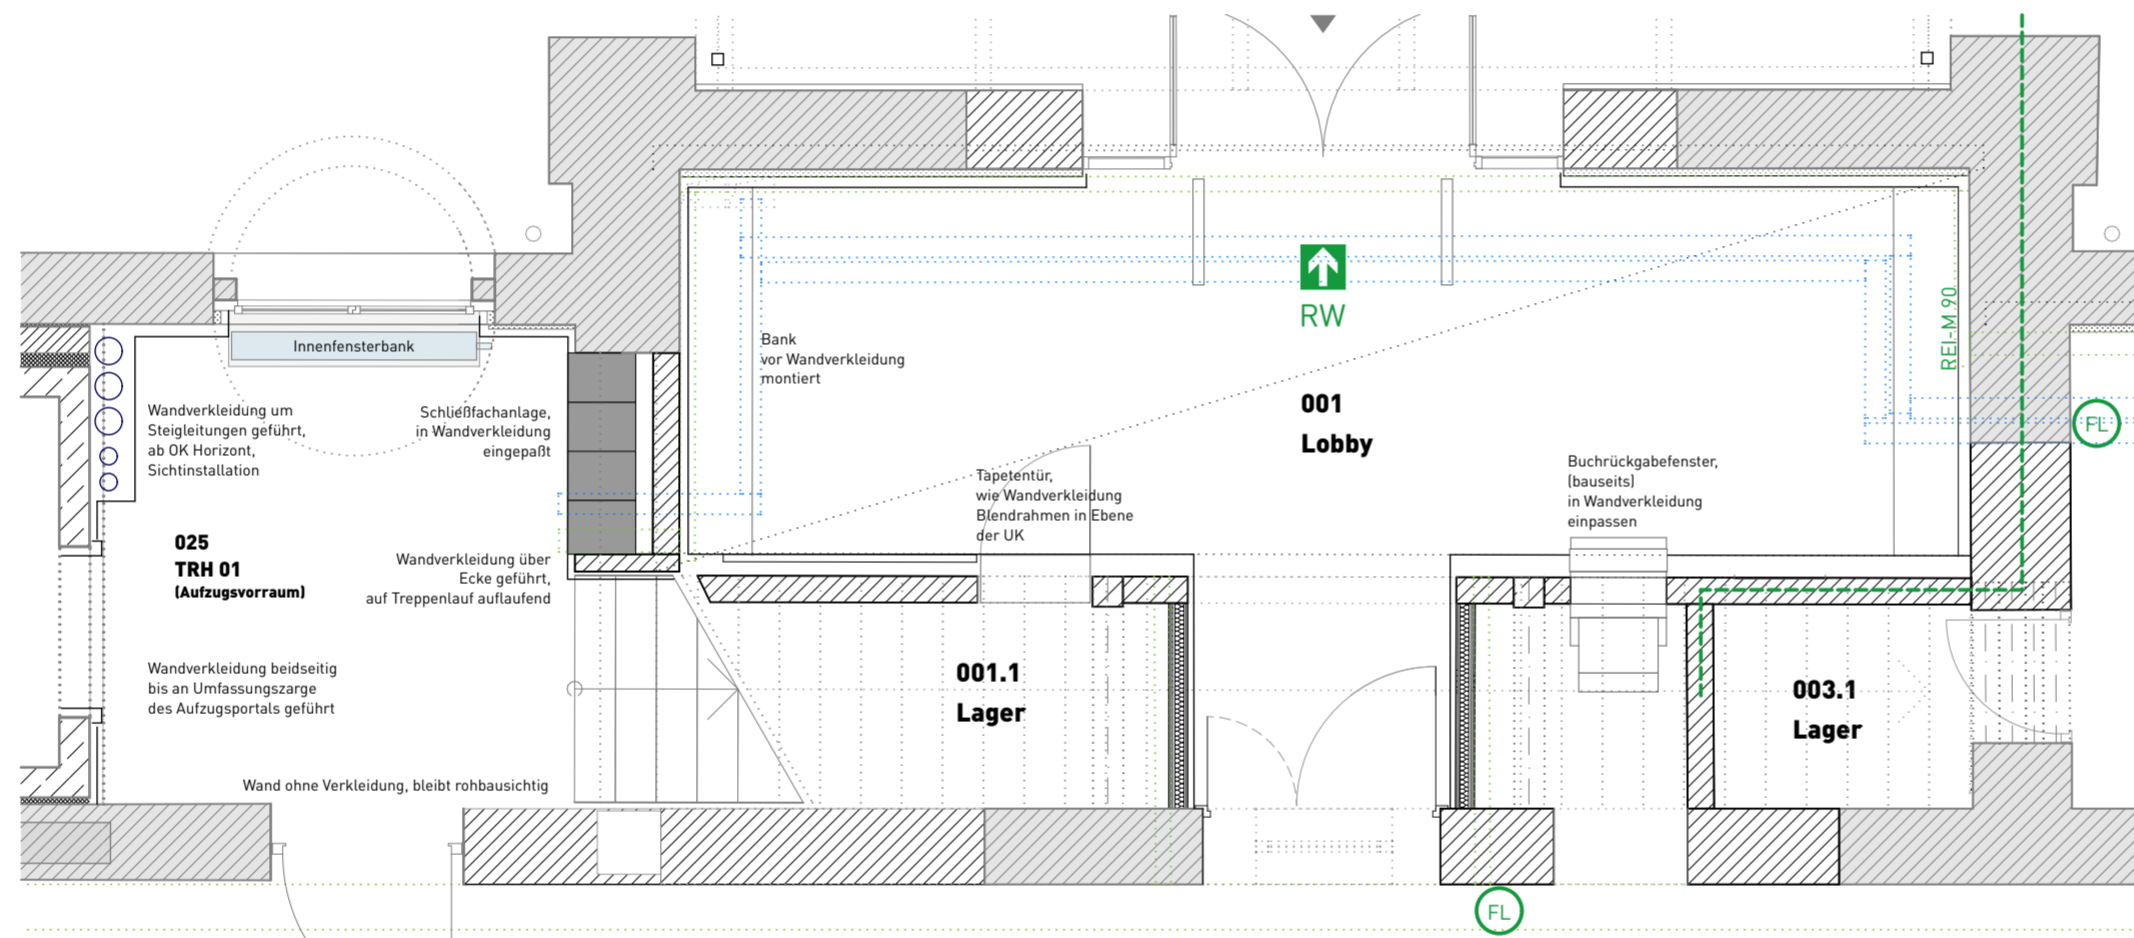 Innenfensterbank
Wandverkleidung um
Steigleitungen geführt,
ab OK Horizont,
Sichtinstallation
Schließfachanlage,
in Wandverkleidung
eingepaßt
025
TRH 01
(Aufzugsvorraum)
Wandverkleidung über
Ecke geführt,
auf Treppenlauf auflaufend
Wandverkleidung beidseitig
bis an Umfassungszarge
des Aufzugsportals geführt
Wand ohne Verkleidung, bleibt rohbausichtig
Bank
vor Wandverkleidung
montiert
RW
001
Lobby
Tapetentür,
wie Wandverkleidung
Blendrahmen in Ebene
der UK
Buchrückgabefenster,
(bauseits)
in Wandverkleidung
einpassen
REI-M 90
FL
001.1
Lager
003.1
Lager
FL